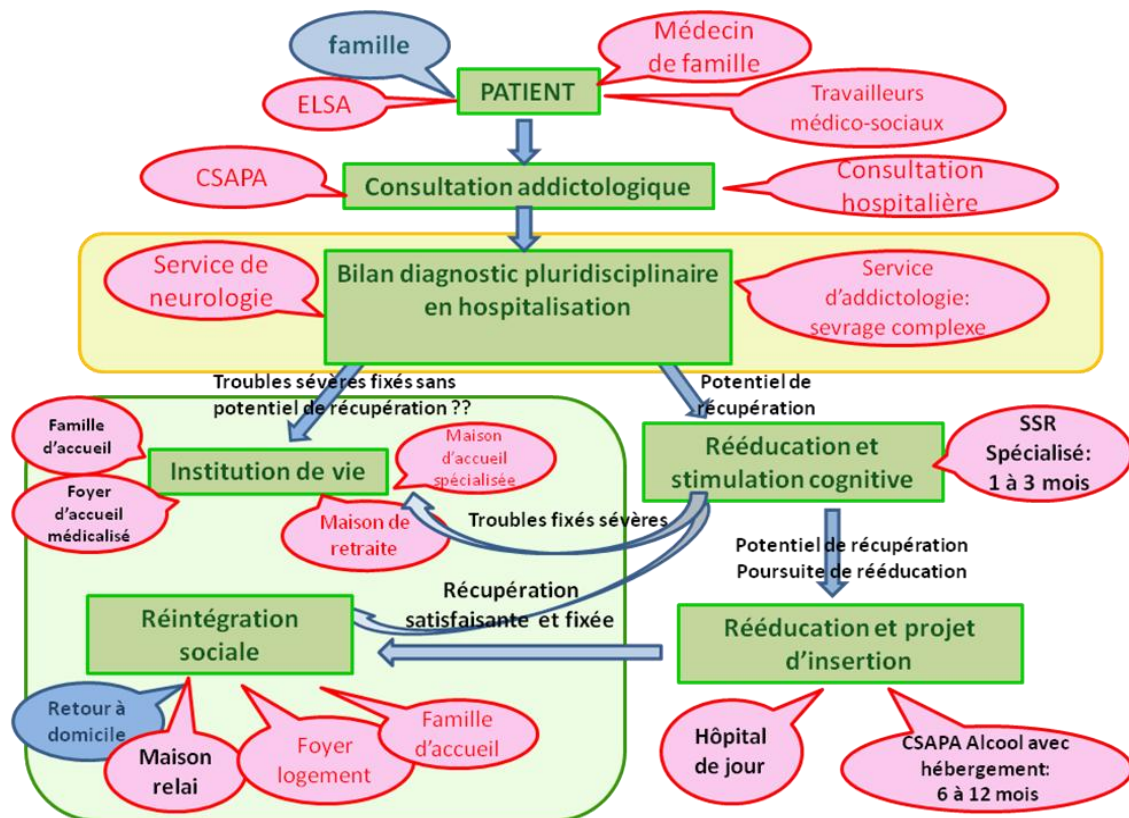 famille
Médecin
de famille
PATIENT
ELSA
Travailleurs
médico-sociaux
CSAPA
Consultation addictologique
Consultation
hospitalière
Service de
neurologie
Bilan diagnostic pluridisciplinaire
en hospitalisation
Service
d'addictologie:
sevrage complexe
Troubles sévères fixés sans
potentiel de récupération ??
Potentiel de
récupération
Famille
d'accueil
Institution de vie
Maison
d'accueil
spécialisée
Foyer
d'accueil
médicalisé
Maison de
retraite
Rééducation et
stimulation cognitive
SSR
Spécialisé:
1 à 3 mois
Troubles fixés sévères
Potentiel de récupération
Poursuite de rééducation
Récupération
satisfaisante et fixée
Réintégration
sociale
Rééducation et projet
d'insertion
Retour à
domicile
Maison
relai
Foyer
logement
Famille
d'accueil
Hôpital
de jour
CSAPA Alcool avec
hébergement:
6 à 12 mois